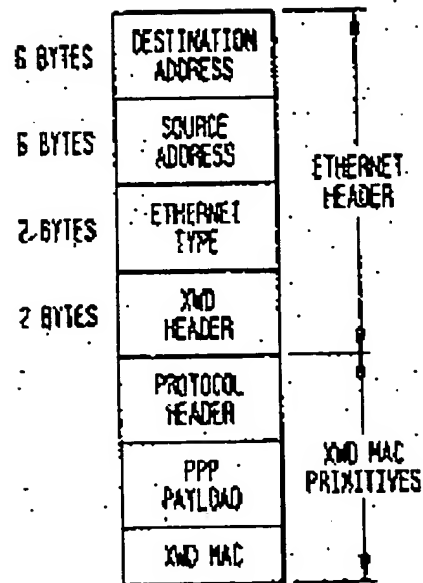 6 BYTES
DESTINATION
ADDRESS
6 BYTES
SOURCE
ADDRESS
2 BYTES
ETHERNET
TYPE
2 BYTES
XWD
HEADER
ETHERNET
HEADER
PROTOCOL
HEADER
PPP
PAYLOAD
XWD MAC
XWD MAC
PRIMITIVES